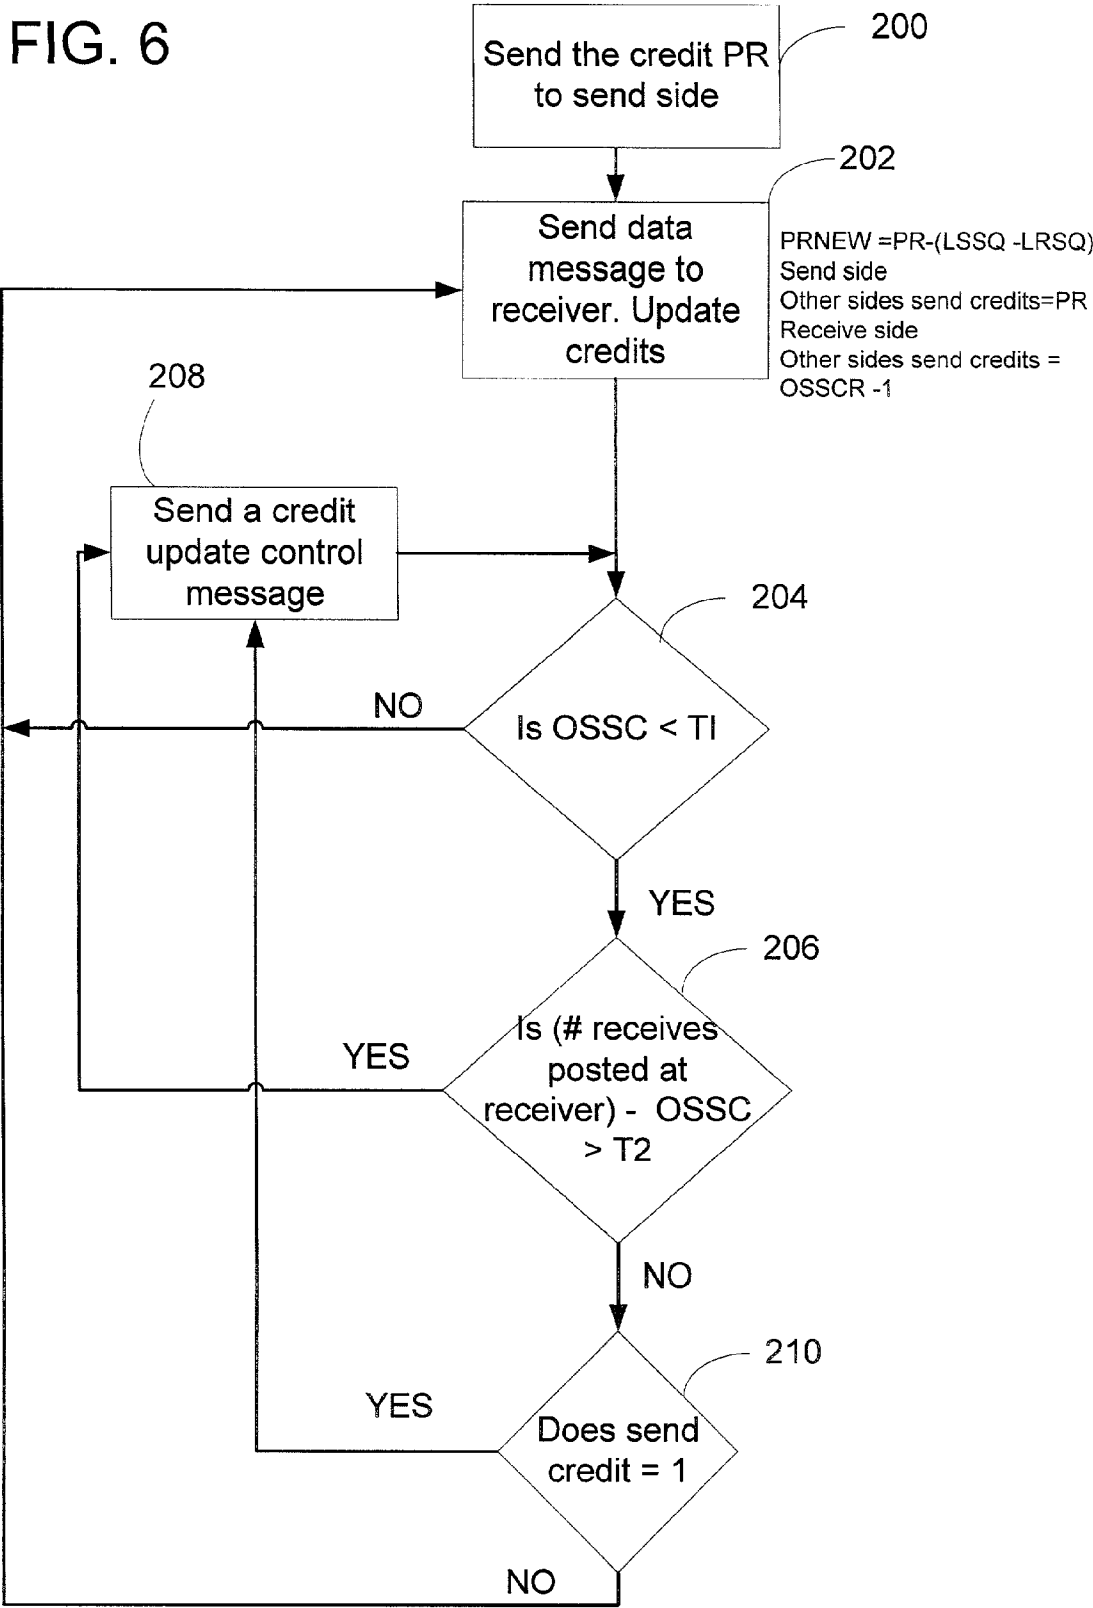 FIG. 6
200
Send the credit PR
to send side
202
Send data
message to
receiver. Update
credits
PRNEW =PR-(LSSQ -LRSQ)
Send side
Other sides send credits=PR
Receive side
Other sides send credits =
OSSCR -1
208
Send a credit
update control
message
204
NO
Is OSSC < TI
YES
206
Is (# receives
posted at
receiver) - OSSC
> T2
YES
NO
210
YES
Does send
credit = 1
NO